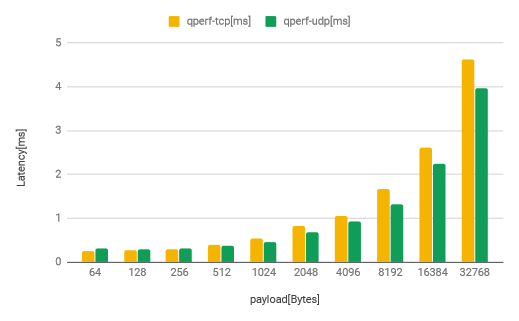 qperf-tcp[ms] qperf-udp[ms]
5
4
3
2
1
0
Latency[ms]
64 128 256 512 1024 2048 4096 8192 16384 32768
payload[Bytes]